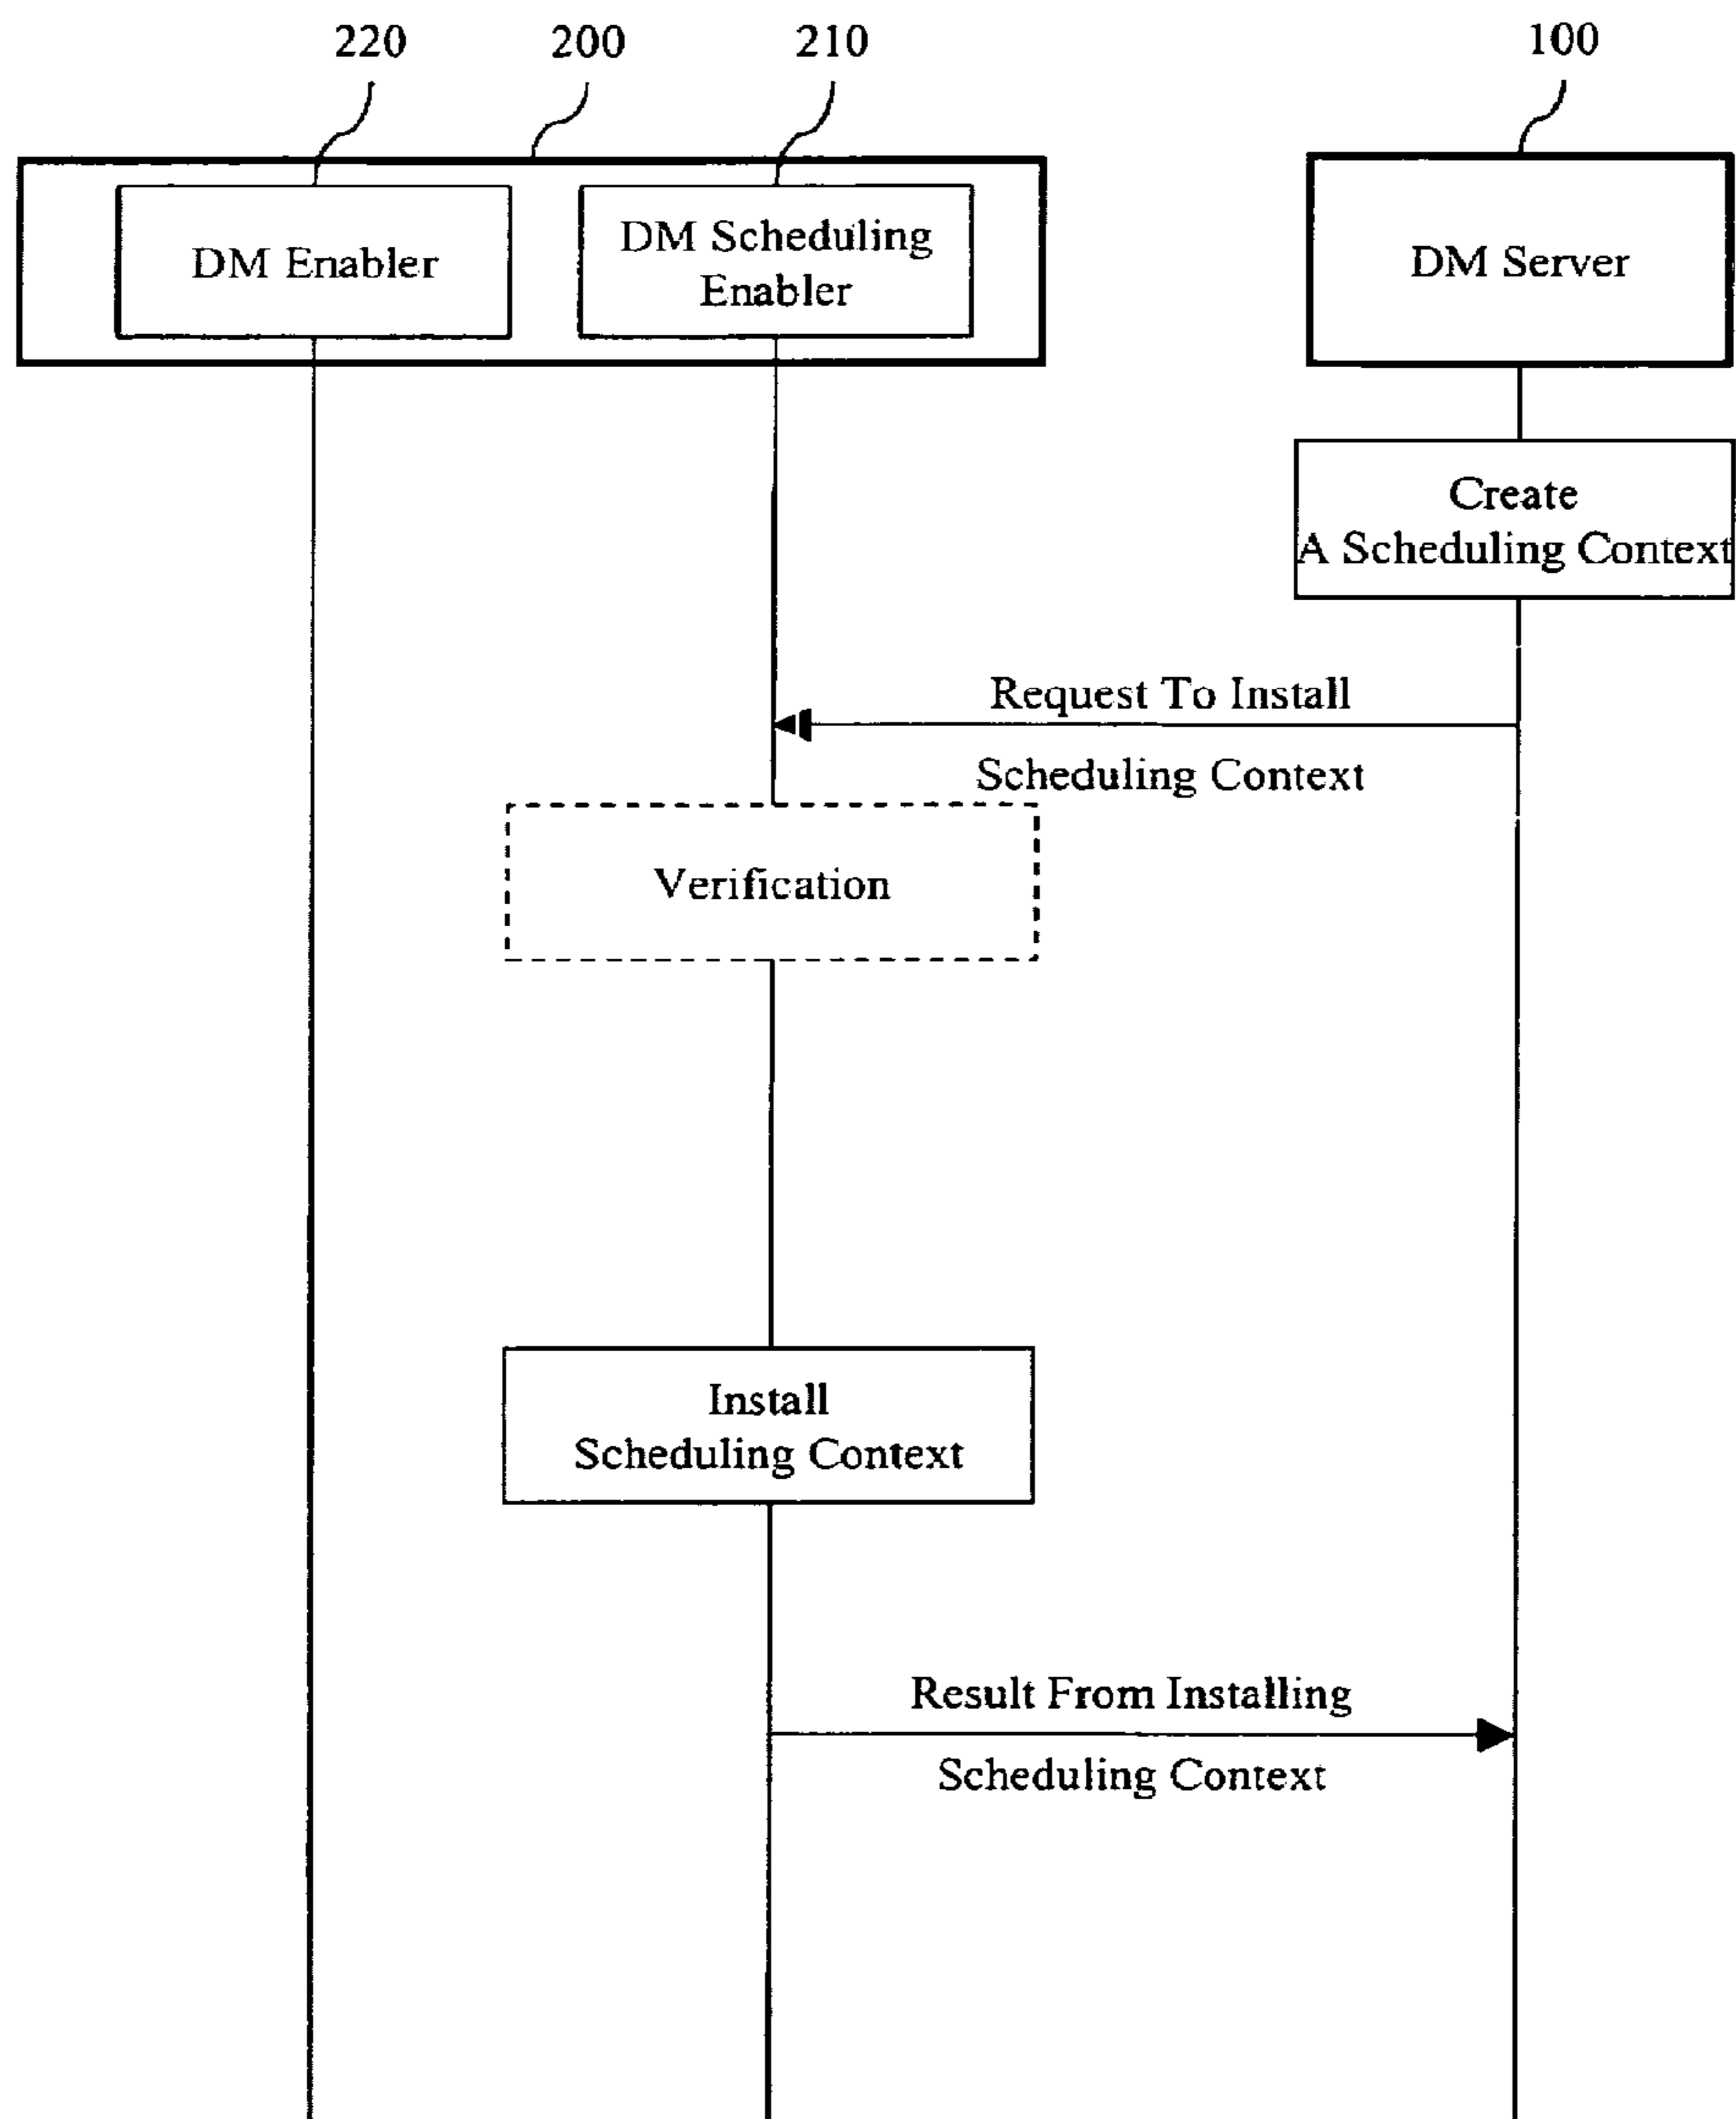 220
200
210
100
DM Enabler
DM Scheduling
Enabler
DM Server
Create
A Scheduling Context
Request To Install
Scheduling Context
Verification
Install
Scheduling Context
Result From Installing
Scheduling Context